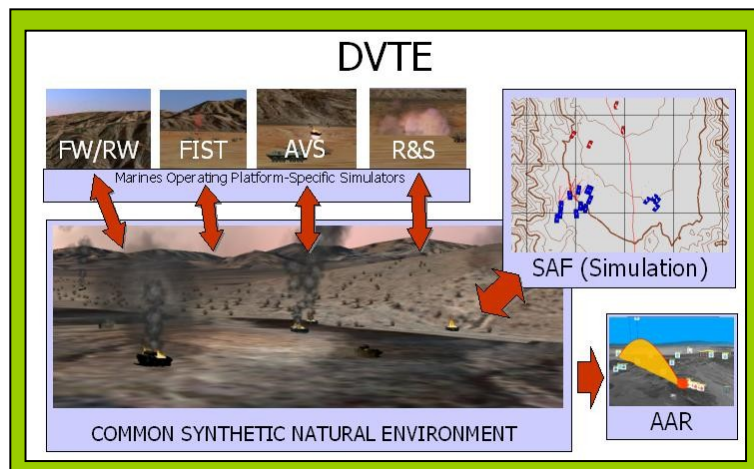 DVTE
FW/RW
FIST
AVS
R&S
Marines Operating Platform-Specific Simulators
SAF (Simulation)
COMMON SYNTHETIC NATURAL ENVIRONMENT
AAR